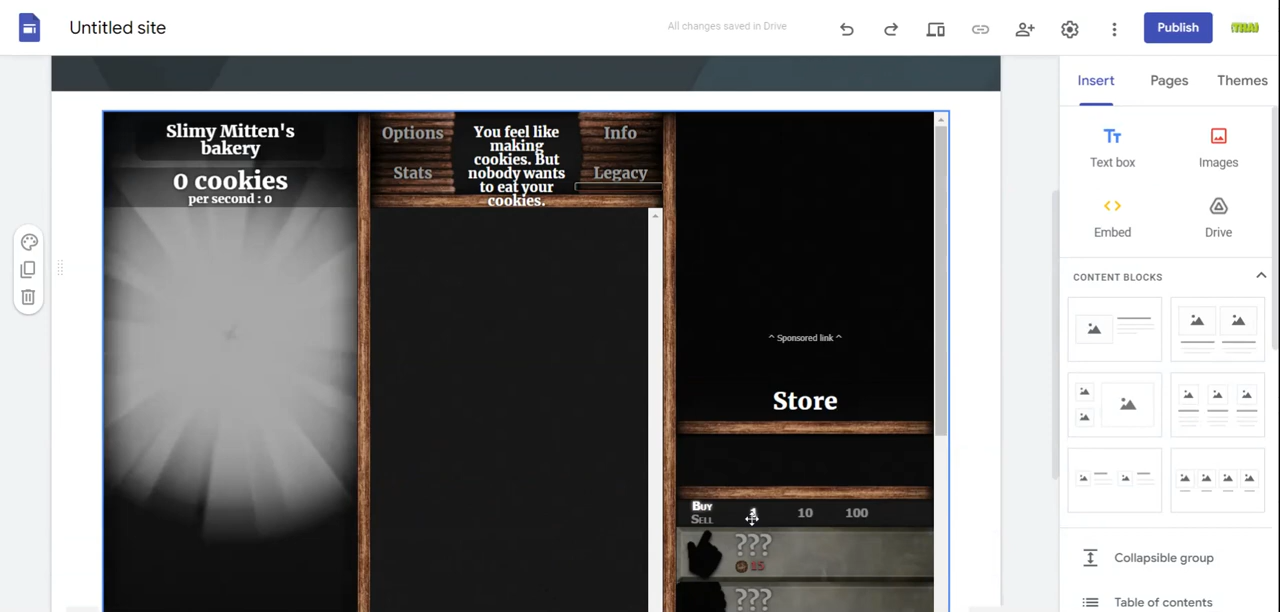 Untitled site
All changes saved in Drive
Publish
Insert
Pages
Themes
Tt
Text box
Images
Embed
Drive
CONTENT BLOCKS
Collapsible group
Table of contents
Slimy Mitten's
bakery
0 cookies
per second : 0
Options
Stats
You feel like
making
cookies. But
nobody wants
to eat your
cookies.
Info
Legacy
^ Sponsored link ^
Store
Buy
Sell
1
10
100
???
15
???